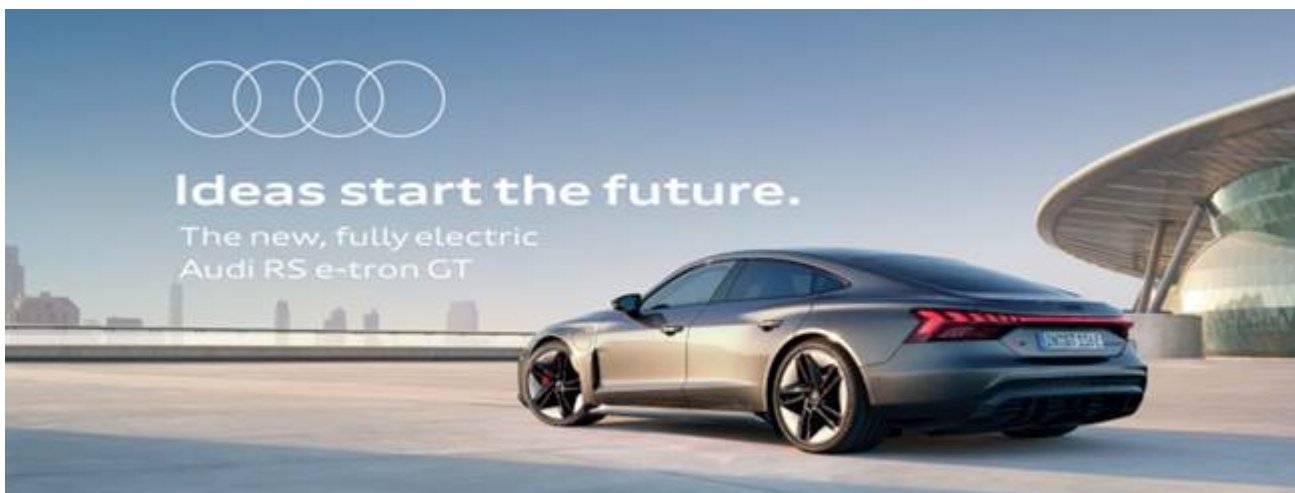 Ideas start the future.
The new, fully electric
Audi RS e-tron GT